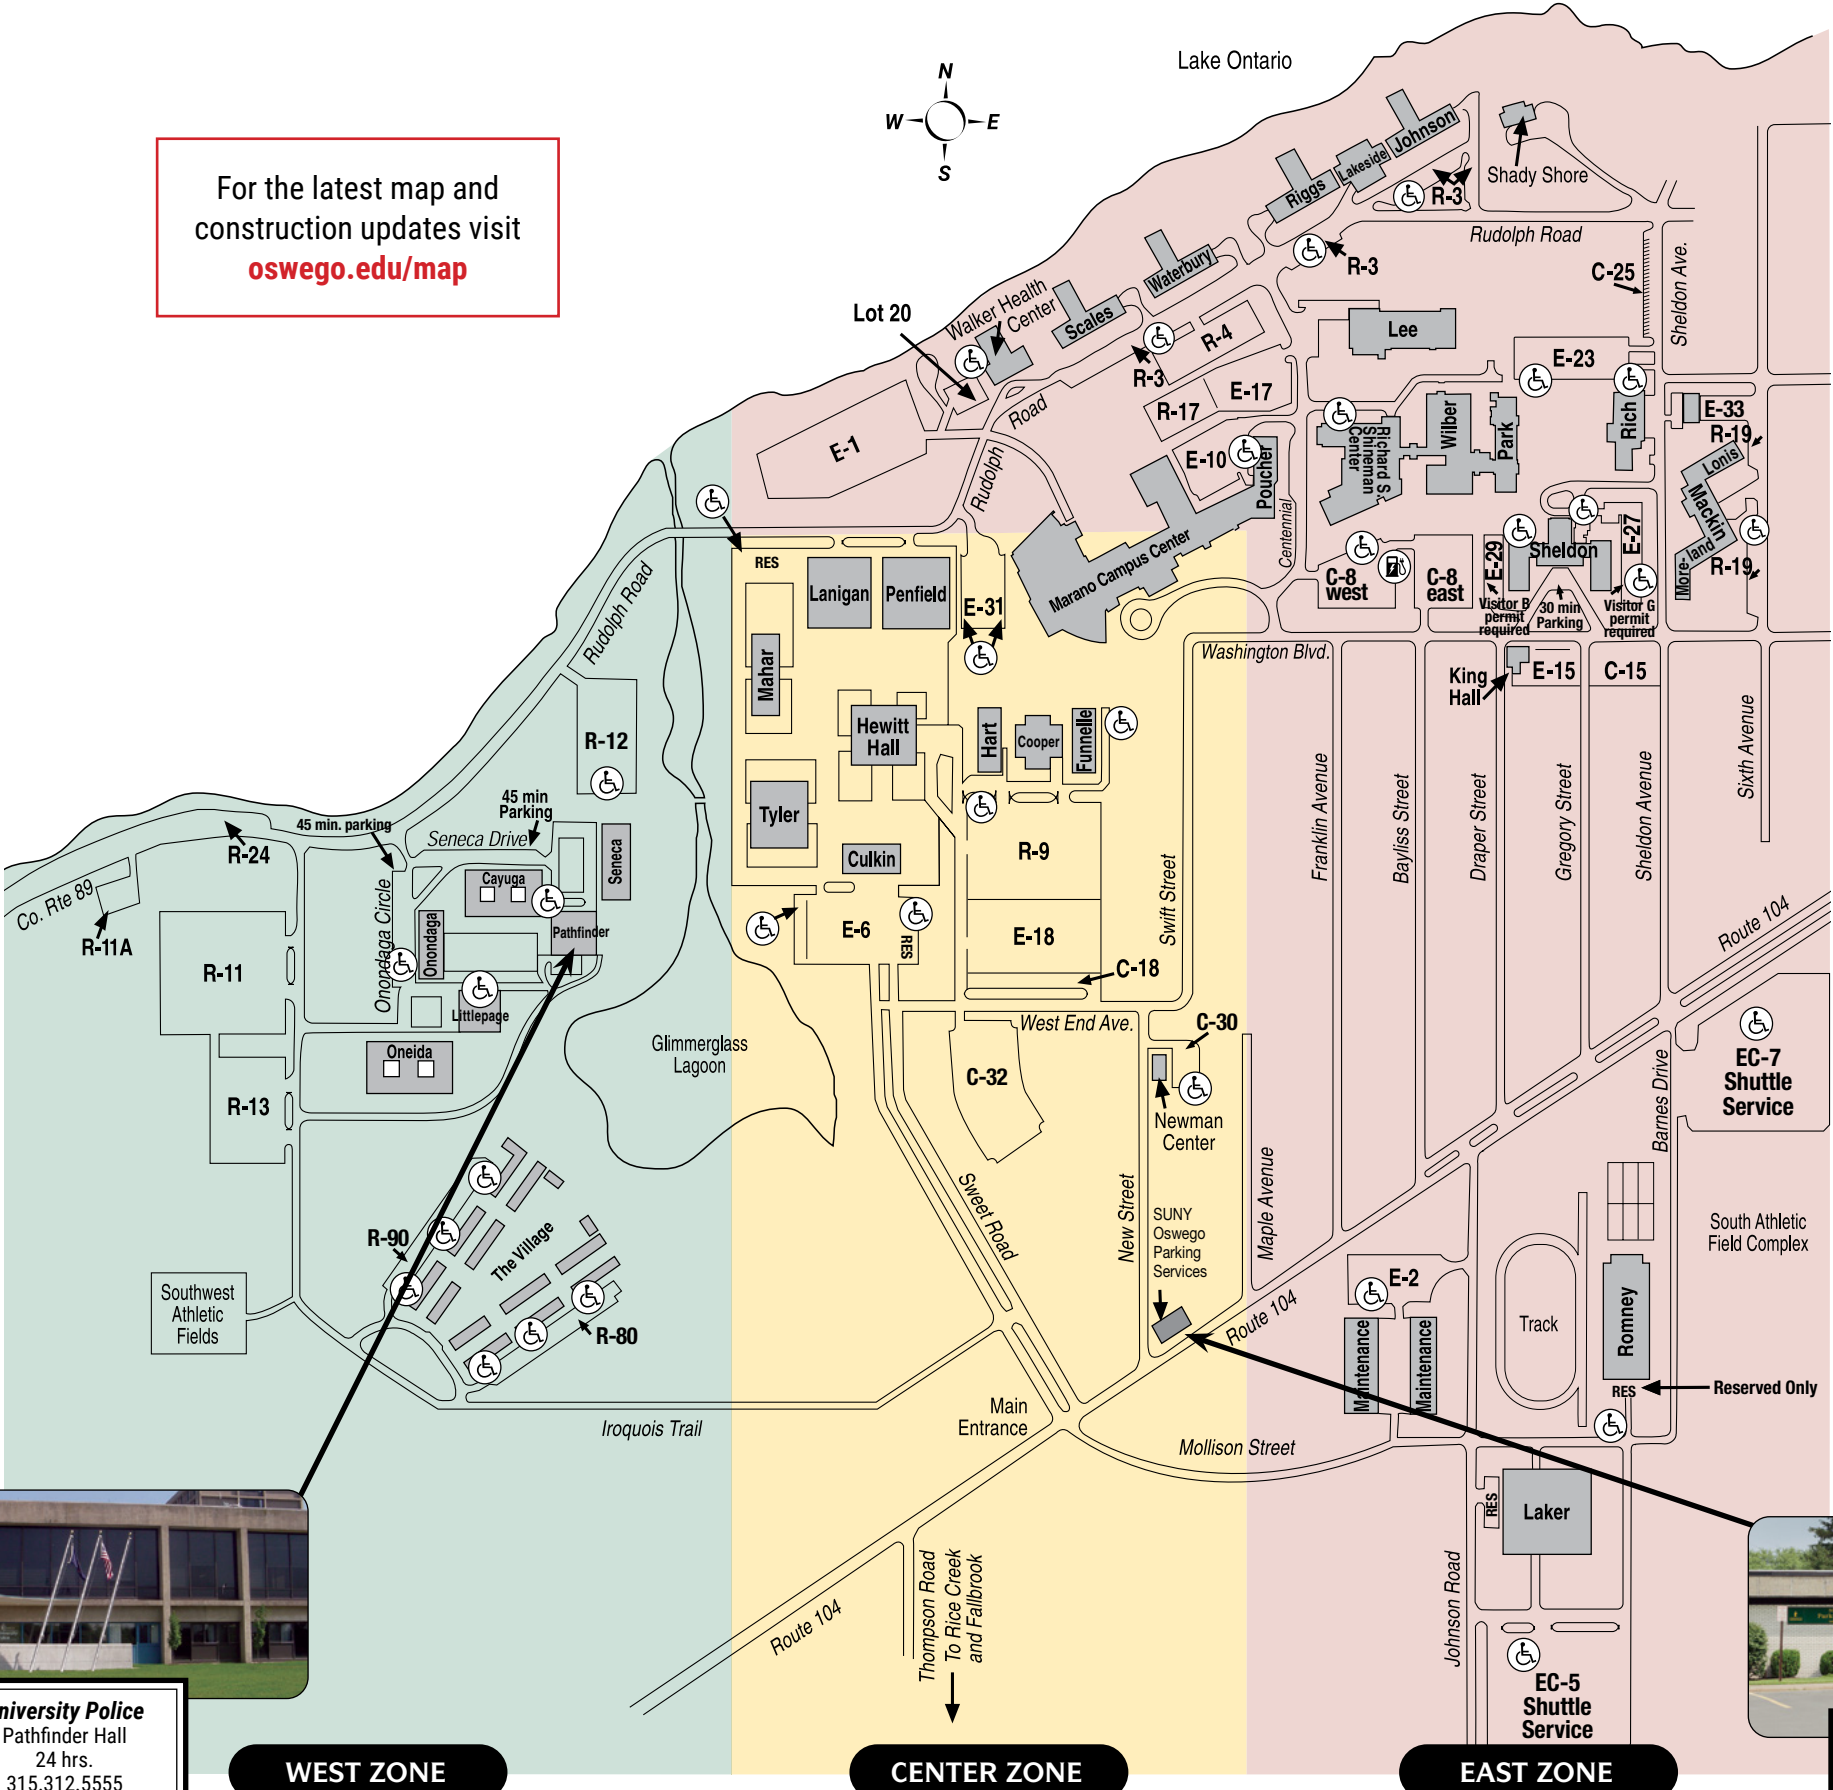 Lake Ontario
N
W
E
S
For the latest map and
construction updates visit
oswego.edu/map
Johnson
Lakeside
Riggs
R-3
Shady Shore
Rudolph Road
Waterbury
R-3
C-25
Sheldon Ave.
Walker Health
Center
Scales
Lot 20
R-4
R-3
Lee
E-23
E-17
R-17
Road
Rudolph
E-1
E-10
Poucher
Richard S.
Shineman
Center
Wilber
Park
Rich
E-33
R-19
Lonis
Mackin
More-
land
R-19
Marano Campus Center
Centennial
C-8
west
C-8
east
E-29
Sheldon
E-27
Visitor B
permit
required
30 min
Parking
Visitor G
permit
required
RES
Lanigan
Penfield
E-31
Rudolph Road
Mahar
Washington Blvd.
King
Hall
E-15
C-15
R-12
Hewitt
Hall
Hart
Cooper
Funnelle
Franklin Avenue
Bayliss Street
Draper Street
Gregory Street
Sheldon Avenue
Sixth Avenue
45 min
Parking
45 min. parking
Seneca Drive
R-24
Tyler
Culkin
R-9
Swift Street
Co. Rte 89
R-11A
R-11
Onondaga Circle
Cayuga
Seneca
Onondaga
Pathfinder
Littlepage
Oneida
E-6
RES
E-18
C-18
Route 104
West End Ave.
C-30
Glimmerglass
Lagoon
C-32
R-13
Newman
Center
EC-7
Shuttle
Service
Barnes Drive
The Village
R-90
R-80
Sweet Road
New Street
SUNY
Oswego
Parking
Services
Maple Avenue
South Athletic
Field Complex
Southwest
Athletic
Fields
E-2
Route 104
Track
Romney
Maintenance
Maintenance
RES
Reserved Only
Iroquois Trail
Main
Entrance
Mollison Street
RES
Laker
Route 104
Thompson Road
To Rice Creek
and Fallbrook
Johnson Road
EC-5
Shuttle
Service
niversity Police
Pathfinder Hall
24 hrs.
315.312.5555
WEST ZONE
CENTER ZONE
EAST ZONE